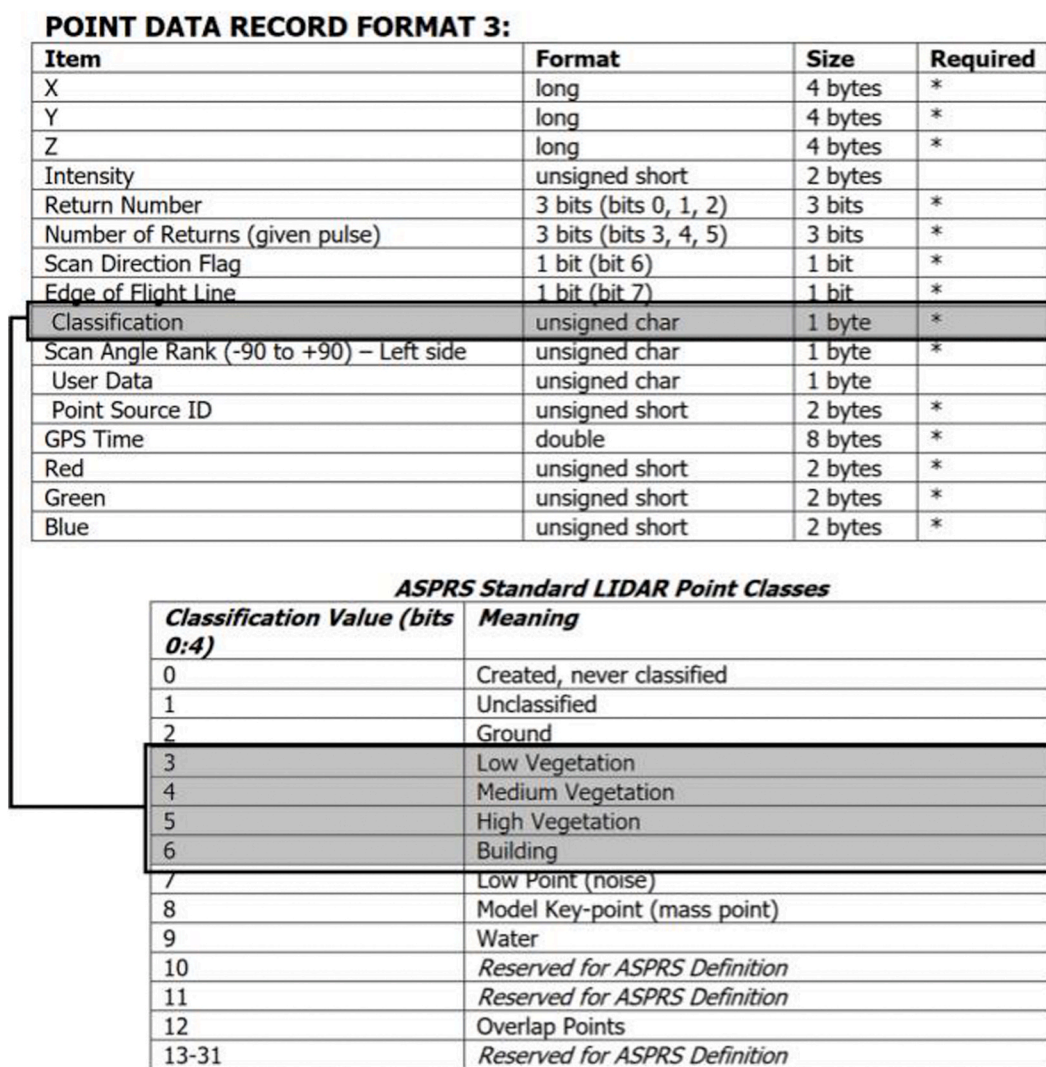 POINT DATA RECORD FORMAT 3:
Item Format Size Required
X long 4 bytes *
Y long 4 bytes *
Z long 4 bytes *
Intensity unsigned short 2 bytes
Return Number 3 bits (bits 0, 1, 2) 3 bits *
Number of Returns (given pulse) 3 bits (bits 3, 4, 5) 3 bits *
Scan Direction Flag 1 bit (bit 6) 1 bit *
Edge of Flight Line 1 bit (bit 7) 1 bit *
Classification unsigned char 1 byte *
Scan Angle Rank (-90 to +90) – Left side unsigned char 1 byte *
User Data unsigned char 1 byte
Point Source ID unsigned short 2 bytes *
GPS Time double 8 bytes *
Red unsigned short 2 bytes *
Green unsigned short 2 bytes *
Blue unsigned short 2 bytes *
ASPRS Standard LIDAR Point Classes
Classification Value (bits Meaning
0:4)
0 Created, never classified
1 Unclassified
2 Ground
3 Low Vegetation
4 Medium Vegetation
5 High Vegetation
6 Building
7 Low Point (noise)
8 Model Key-point (mass point)
9 Water
10 Reserved for ASPRS Definition
11 Reserved for ASPRS Definition
12 Overlap Points
13-31 Reserved for ASPRS Definition